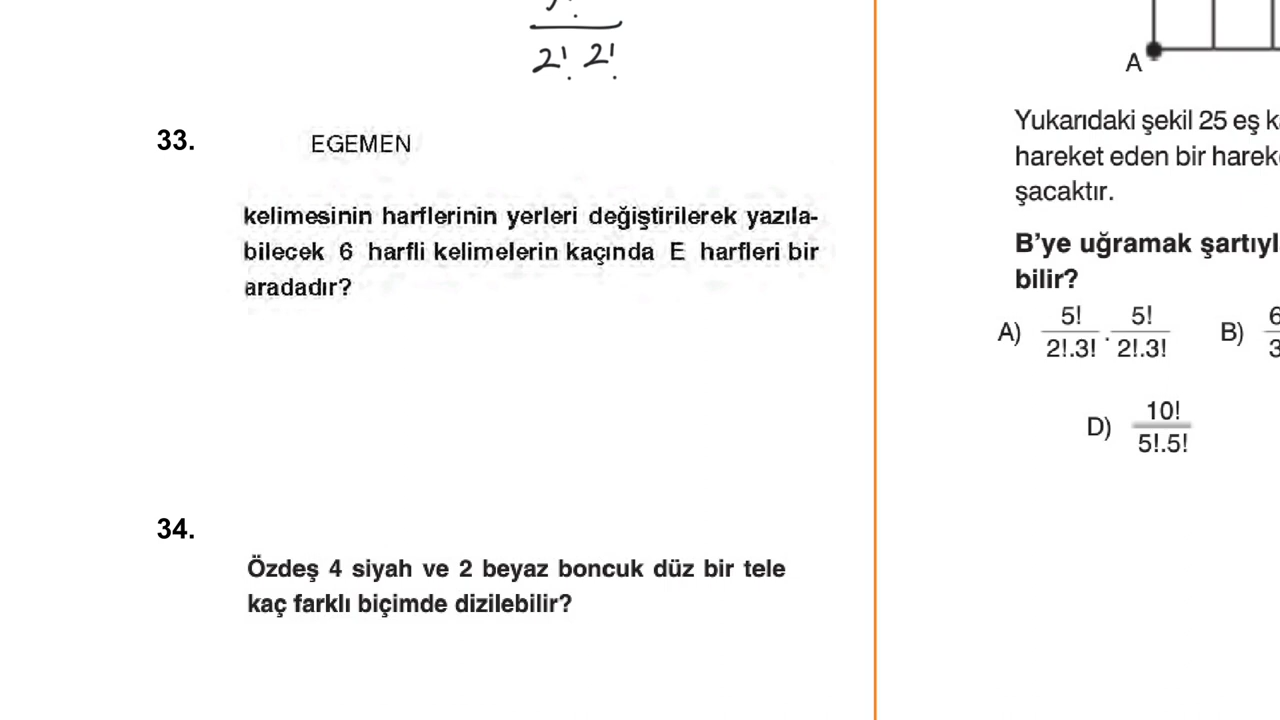 2! 2!
33.
EGEMEN
kelimesinin harflerinin yerleri değiştirilerek yazıla-
bilecek 6 harfli kelimelerin kaçında E harfleri bir
aradadır?
34.
Özdeş 4 siyah ve 2 beyaz boncuk düz bir tele
kaç farklı biçimde dizilebilir?
A
Yukarıdaki şekil 25 eş
hareket eden bir
şacaktır.
B'ye uğramak
bilir?
A) 5!/2!.3! . 5!/2!.3! B)
D) 10!/5!.5!